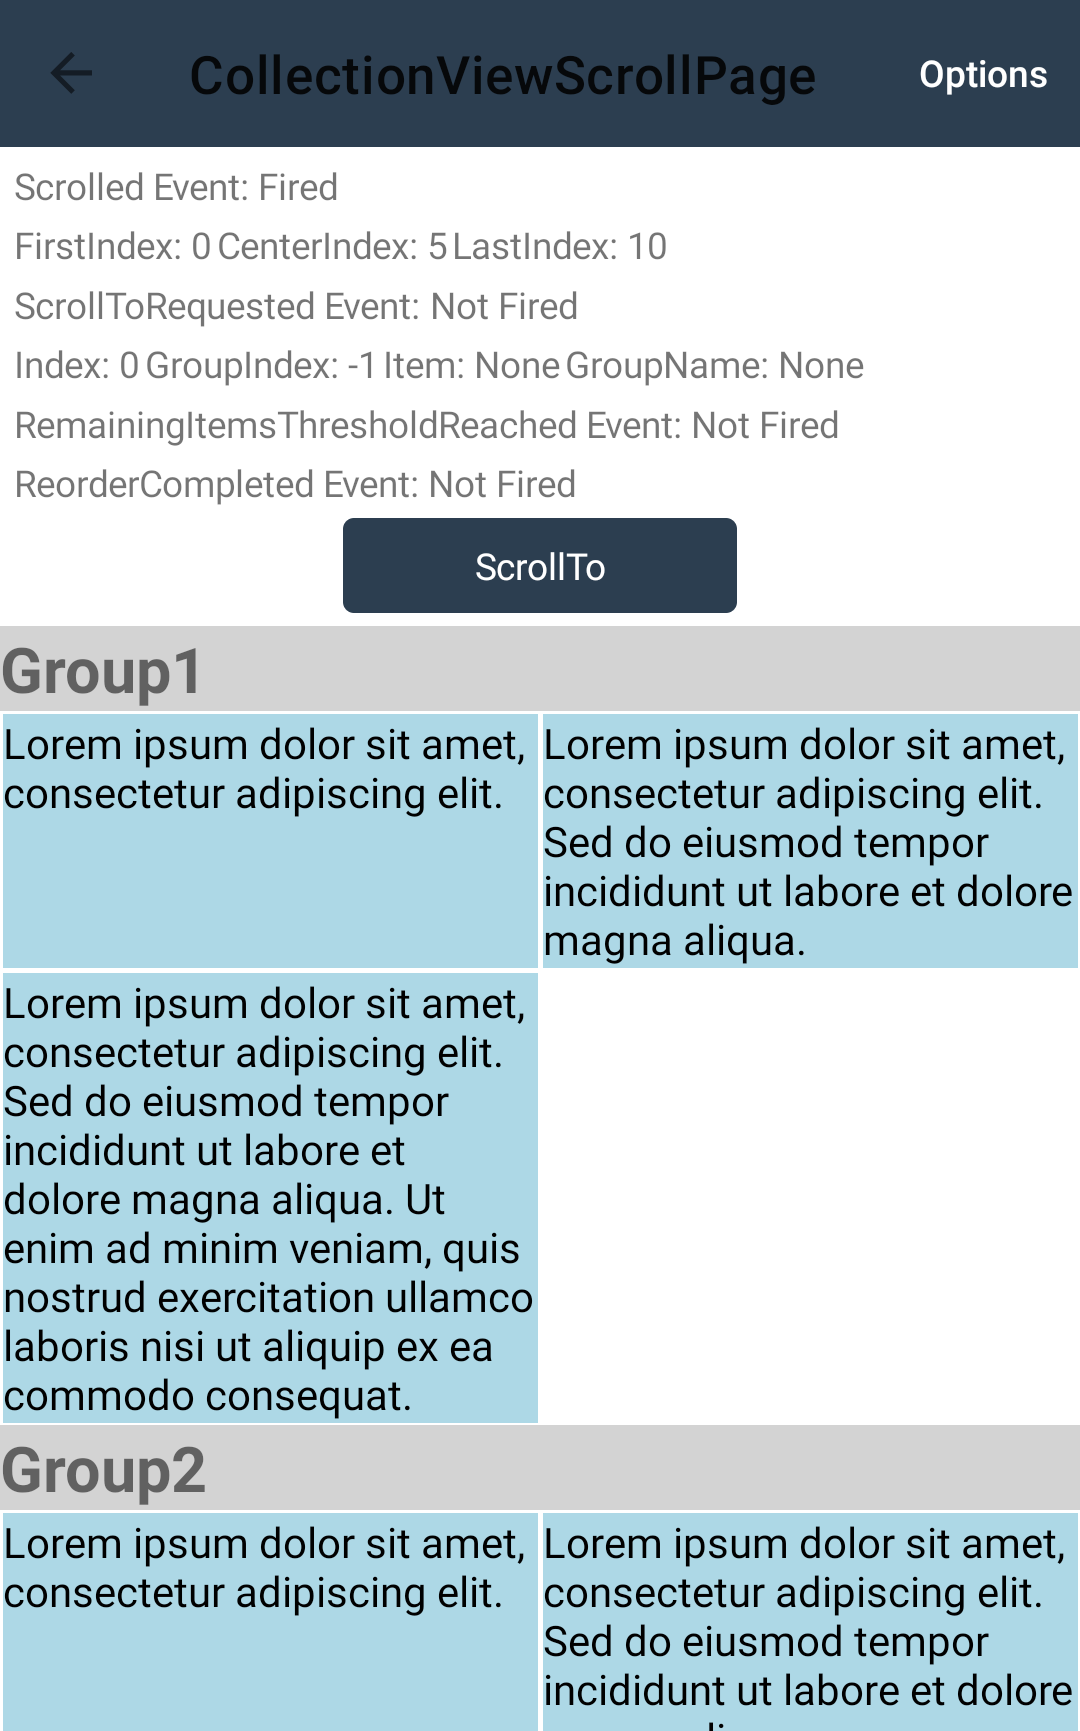 CollectionViewScrollPage Options
Scrolled Event: Fired
FirstIndex: 0 CenterIndex: 5 LastIndex: 10
ScrollToRequested Event: Not Fired
Index: 0 GroupIndex: -1 Item: None GroupName: None
RemainingItemsThresholdReached Event: Not Fired
ReorderCompleted Event: Not Fired
ScrollTo
Group1
Lorem ipsum dolor sit amet,
consectetur adipiscing elit.
Lorem ipsum dolor sit amet,
consectetur adipiscing elit.
Sed do eiusmod tempor
incididunt ut labore et dolore
magna aliqua.
Lorem ipsum dolor sit amet,
consectetur adipiscing elit.
Sed do eiusmod tempor
incididunt ut labore et
dolore magna aliqua. Ut
enim ad minim veniam, quis
nostrud exercitation ullamco
laboris nisi ut aliquip ex ea
commodo consequat.
Group2
Lorem ipsum dolor sit amet,
consectetur adipiscing elit.
Lorem ipsum dolor sit amet,
consectetur adipiscing elit.
Sed do eiusmod tempor
incididunt ut labore et dolore